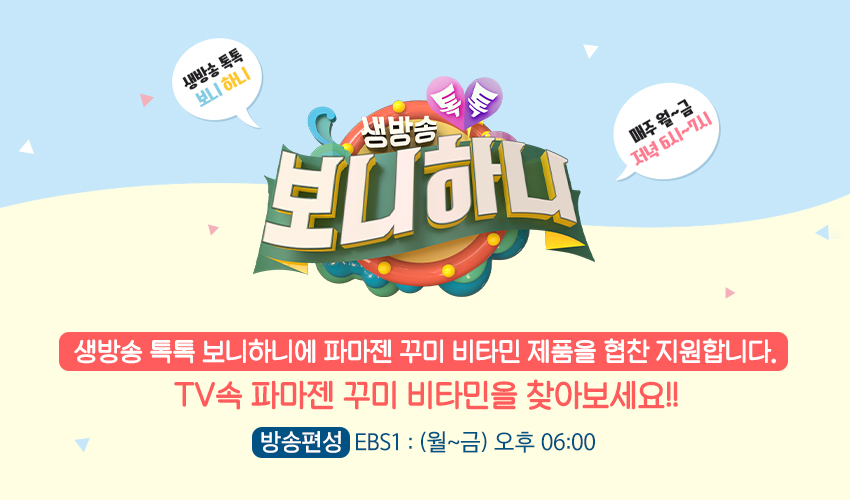 생방송 톡톡
보니 하니
톡톡
생방송
보니하니
매주 월~금
저녁 6시~7시
생방송 톡톡 보니하니에 파마젠 꾸미 비타민 제품을 협찬 지원합니다.
TV속 파마젠 꾸미 비타민을 찾아보세요!!
방송편성 EBS1 : (월~금) 오후 06:00